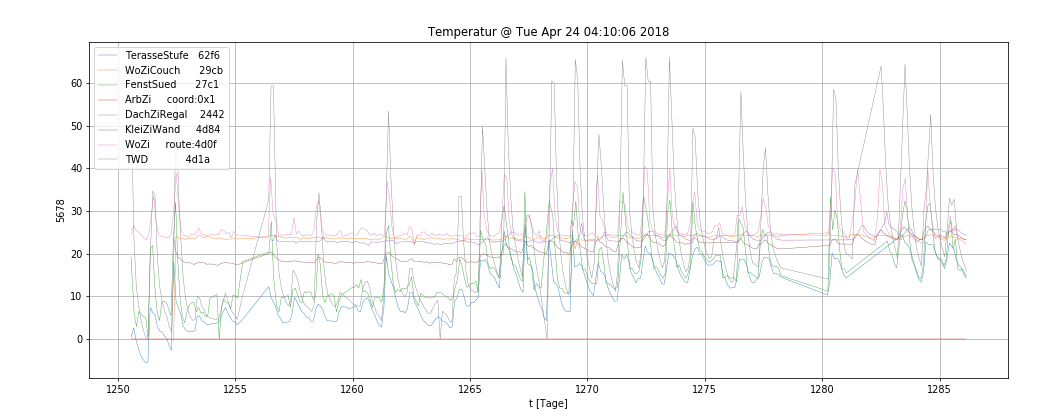 Temperatur @ Tue Apr 24 04:10:06 2018
TerasseStufe 62f6
WoZiCouch 29cb
FenstSued 27c1
ArbZi coord:0x1
DachZiRegal 2442
KleiZiWand 4d84
WoZi route:4d0f
TWD 4d1a
60
50
40
30
20
10
0
5678
1250 1255 1260 1265 1270 1275 1280 1285
t [Tage]